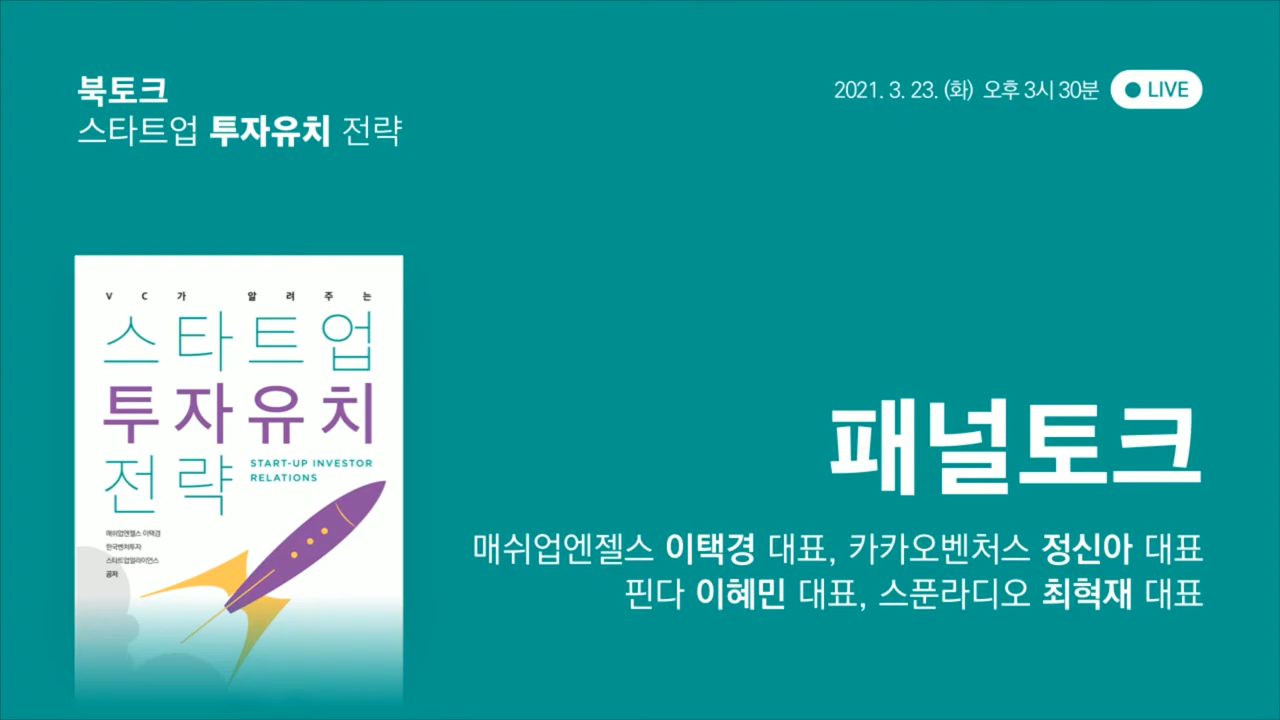 북토크
스타트업 투자유치 전략
2021. 3. 23. (화) 오후 3시 30분 LIVE
VC가 알려주는
스타트업
투자유치
전략
START-UP INVESTOR
RELATIONS
매쉬업엔젤스 이택경
한국벤처투자
스타트업얼라이언스
공저
패널토크
매쉬업엔젤스 이택경 대표, 카카오벤처스 정신아 대표
핀다 이혜민 대표, 스푼라디오 최혁재 대표